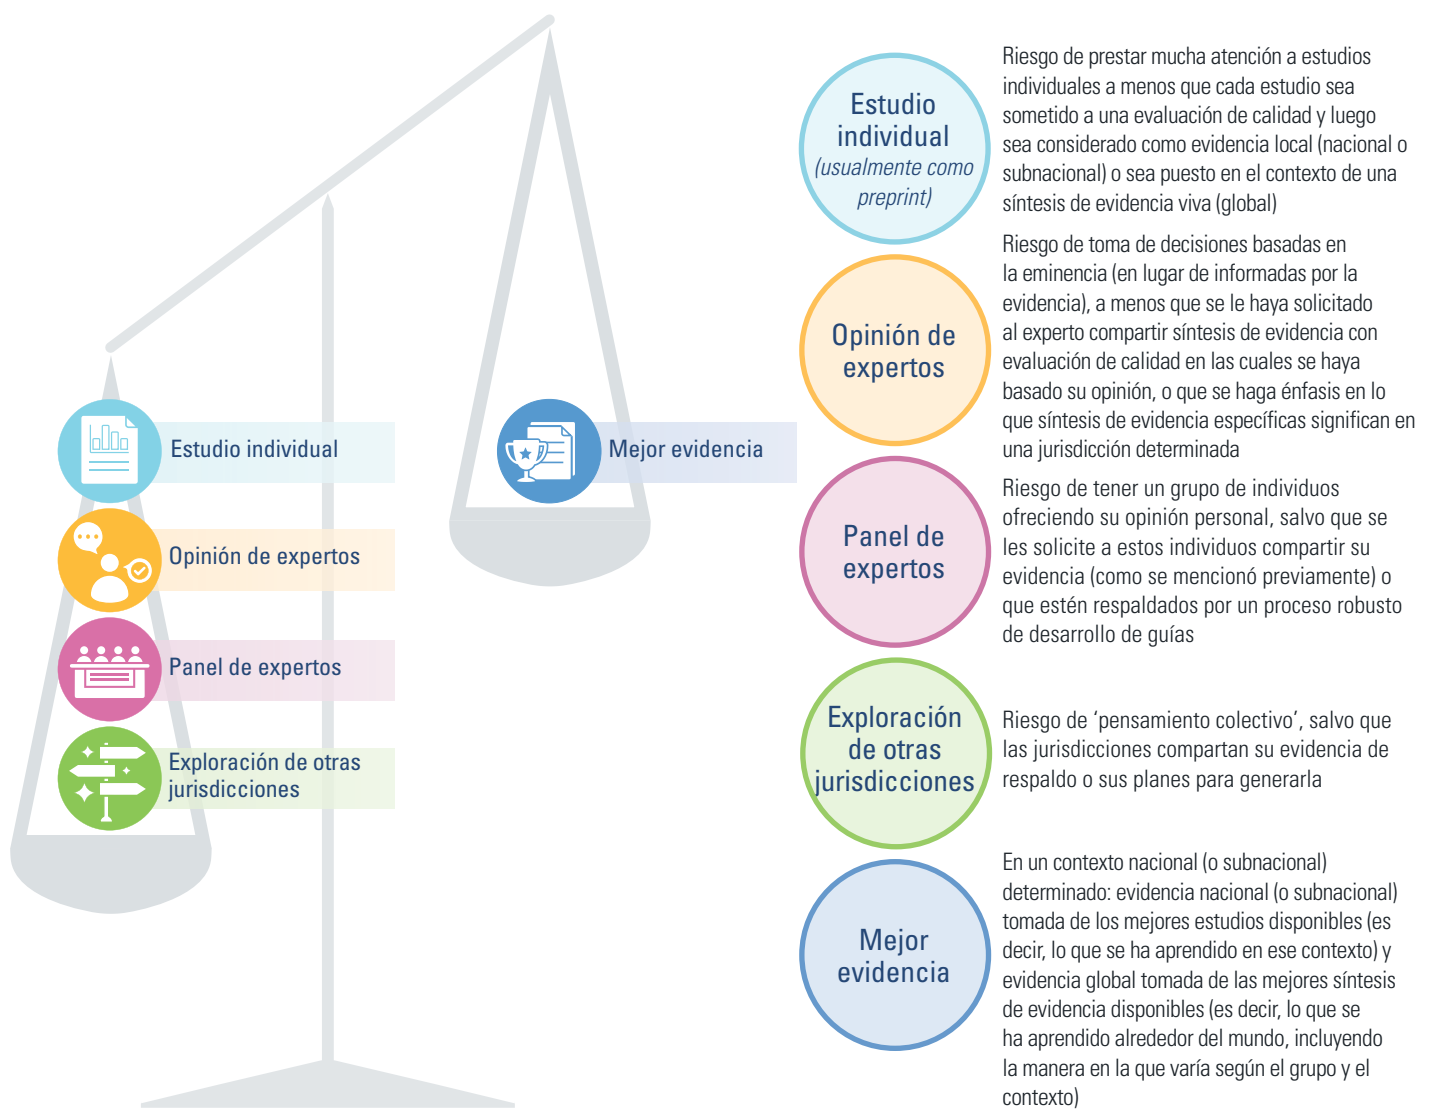 Estudio individual
Opinión de expertos
Panel de expertos
Exploración de otras
jurisdicciones
Mejor evidencia
Estudio
individual
(usualmente como
preprint)
Riesgo de prestar mucha atención a estudios
individuales a menos que cada estudio sea
sometido a una evaluación de calidad y luego
sea considerado como evidencia local (nacional o
subnacional) o sea puesto en el contexto de una
síntesis de evidencia viva (global)
Opinión de
expertos
Riesgo de toma de decisiones basadas en
la eminencia (en lugar de informadas por la
evidencia), a menos que se le haya solicitado
al experto compartir síntesis de evidencia con
evaluación de calidad en las cuales se haya
basado su opinión, o que se haga énfasis en lo
que síntesis de evidencia específicas significan en
una jurisdicción determinada
Panel de
expertos
Riesgo de tener un grupo de individuos
ofreciendo su opinión personal, salvo que se
les solicite a estos individuos compartir su
evidencia (como se mencionó previamente) o
que estén respaldados por un proceso robusto
de desarrollo de guías
Exploración
de otras
jurisdicciones
Riesgo de ‘pensamiento colectivo’, salvo que
las jurisdicciones compartan su evidencia de
respaldo o sus planes para generarla
Mejor
evidencia
En un contexto nacional (o subnacional)
determinado: evidencia nacional (o subnacional)
tomada de los mejores estudios disponibles (es
decir, lo que se ha aprendido en ese contexto) y
evidencia global tomada de las mejores síntesis
de evidencia disponibles (es decir, lo que se
ha aprendido alrededor del mundo, incluyendo
la manera en la que varía según el grupo y el
contexto)